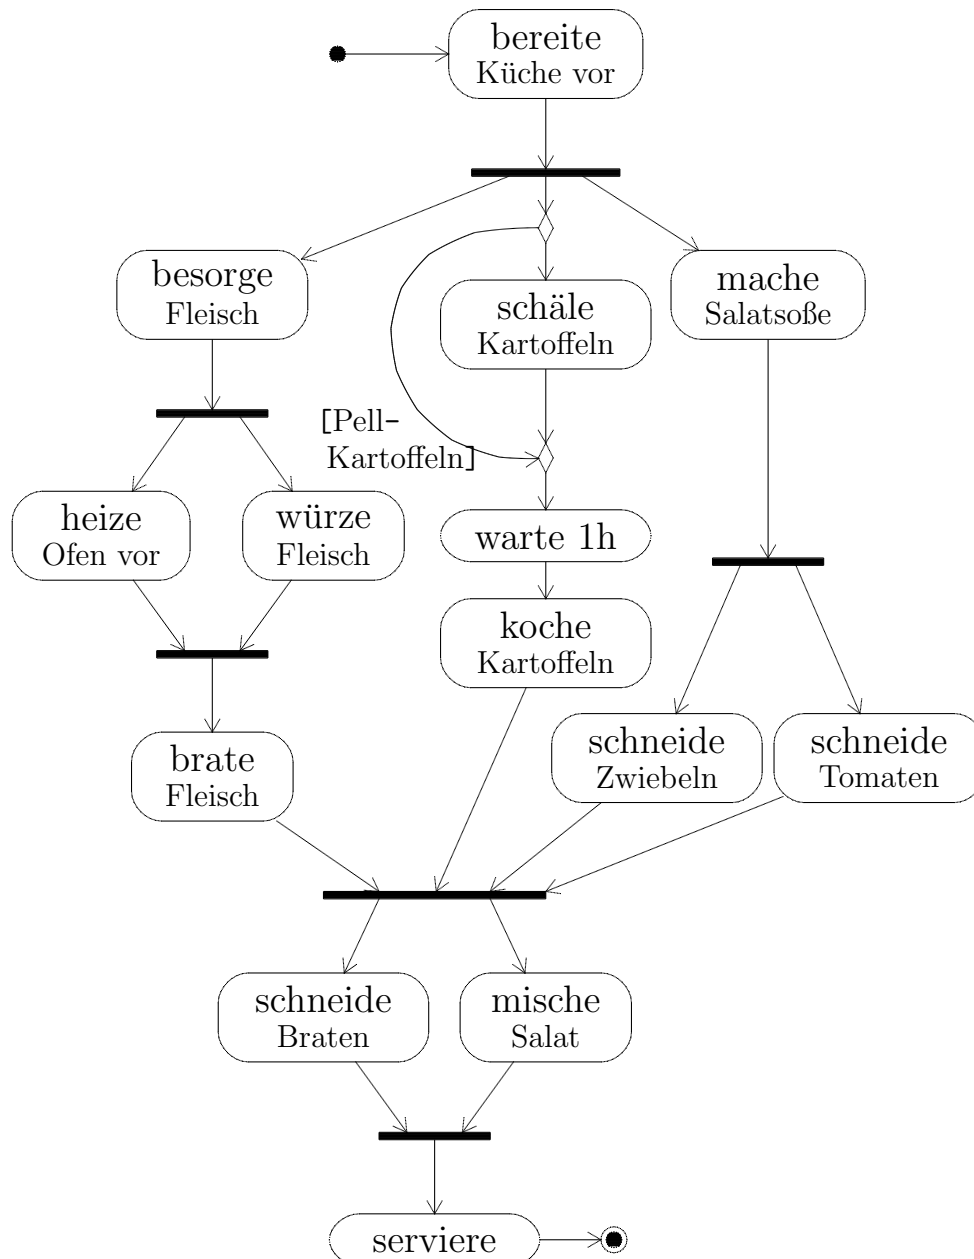 bereite
Küche vor
besorge
Fleisch
schäle
Kartoffeln
mache
Salatsoße
[Pell-
Kartoffeln]
heize
Ofen vor
würze
Fleisch
warte 1h
koche
Kartoffeln
brate
Fleisch
schneide
Zwiebeln
schneide
Tomaten
schneide
Braten
mische
Salat
serviere